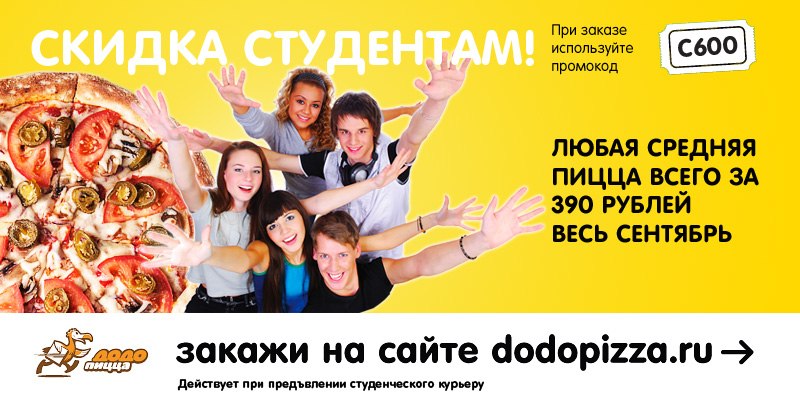 СКИДКА СТУДЕНТАМ!
При заказе
используйте
промокод
С600
ЛЮБАЯ СРЕДНЯЯ
ПИЦЦА ВСЕГО ЗА
390 РУБЛЕЙ
ВЕСЬ СЕНТЯБРЬ
ДОДО
ПИЦЦА
закажи на сайте dodopizza.ru→
Действует при предъвлении студенческого курьеру